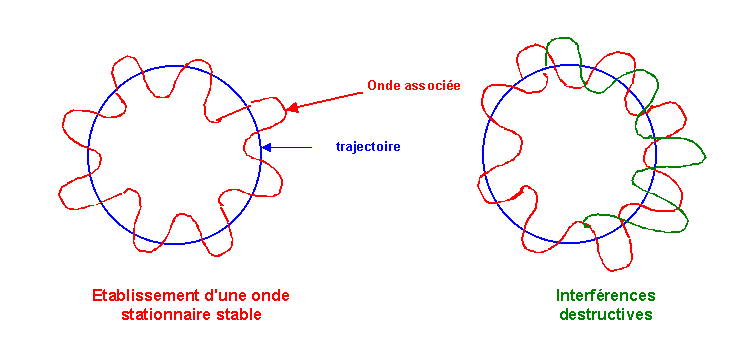 Onde associée
trajectoire
Etablissement d'une onde
stationnaire stable
Interférences
destructives